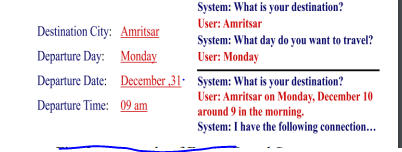 System: What is your destination?
User: Amritsar
System: What day do you want to travel?
User: Monday
System: What is your destination?
User: Amritsar on Monday, December 10
around 9 in the morning.
System: I have the following connection…
Destination City: Amritsar
Departure Day: Monday
Departure Date: December ,31
Departure Time: 09 am